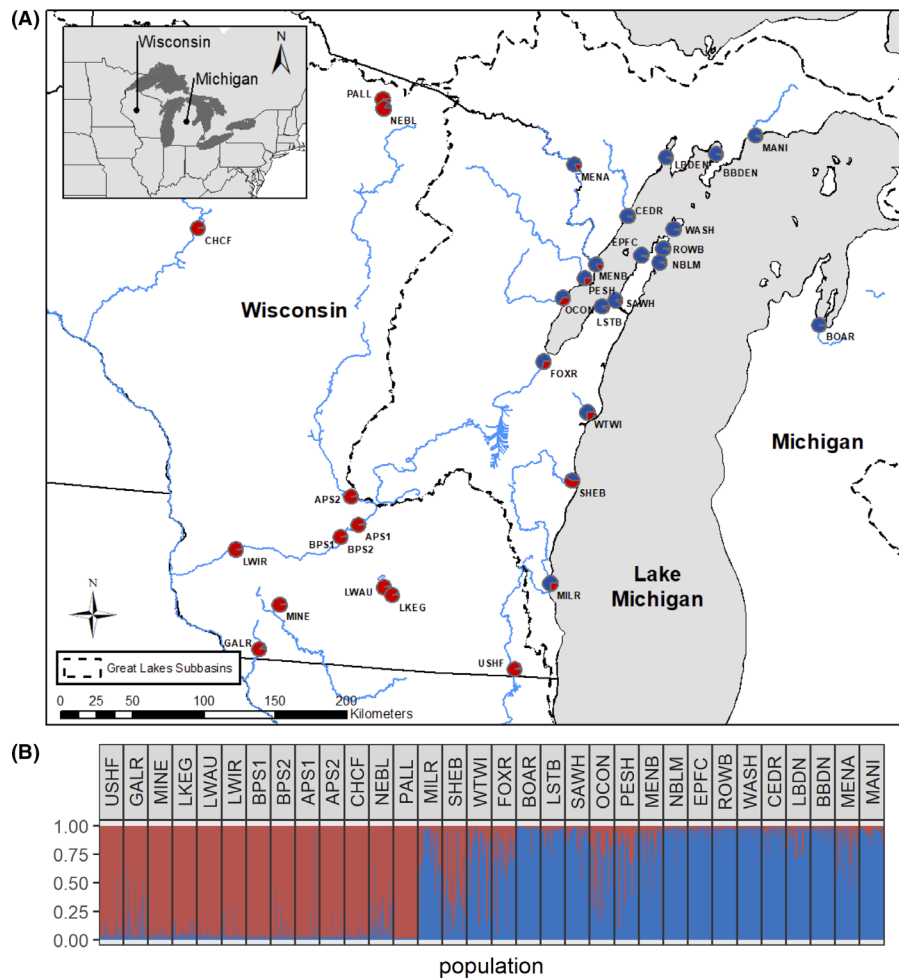 (A)
Wisconsin
N
Michigan
PALL
NEBL
MANI
LBDEN
BBDEN
MENA
CEDR
WASH
CHCF
EPFC
ROWB
NBLM
MENB
PESH
Wisconsin
OCON
SAWH
LSTB
BOAR
FOXR
WTWI
Michigan
SHEB
APS2
APS1
BPS1
BPS2
LWIR
Lake
Michigan
MILR
LWAU
LKEG
N
MINE
GALR
USHF
Great Lakes Subbasins
0 25 50 100 150 200
Kilometers
(B)
USHF GALR MINE LKEG LWAU LWIR BPS1 BPS2 APS1 APS2 CHCF NEBL PALL MILR SHEB WTWI FOXR BOAR LSTB SAWH OCON PESH MENB NBLM EPFC ROWB WASH CEDR LBDN BBDN MENA MANI
1.00
0.75
0.50
0.25
0.00
population